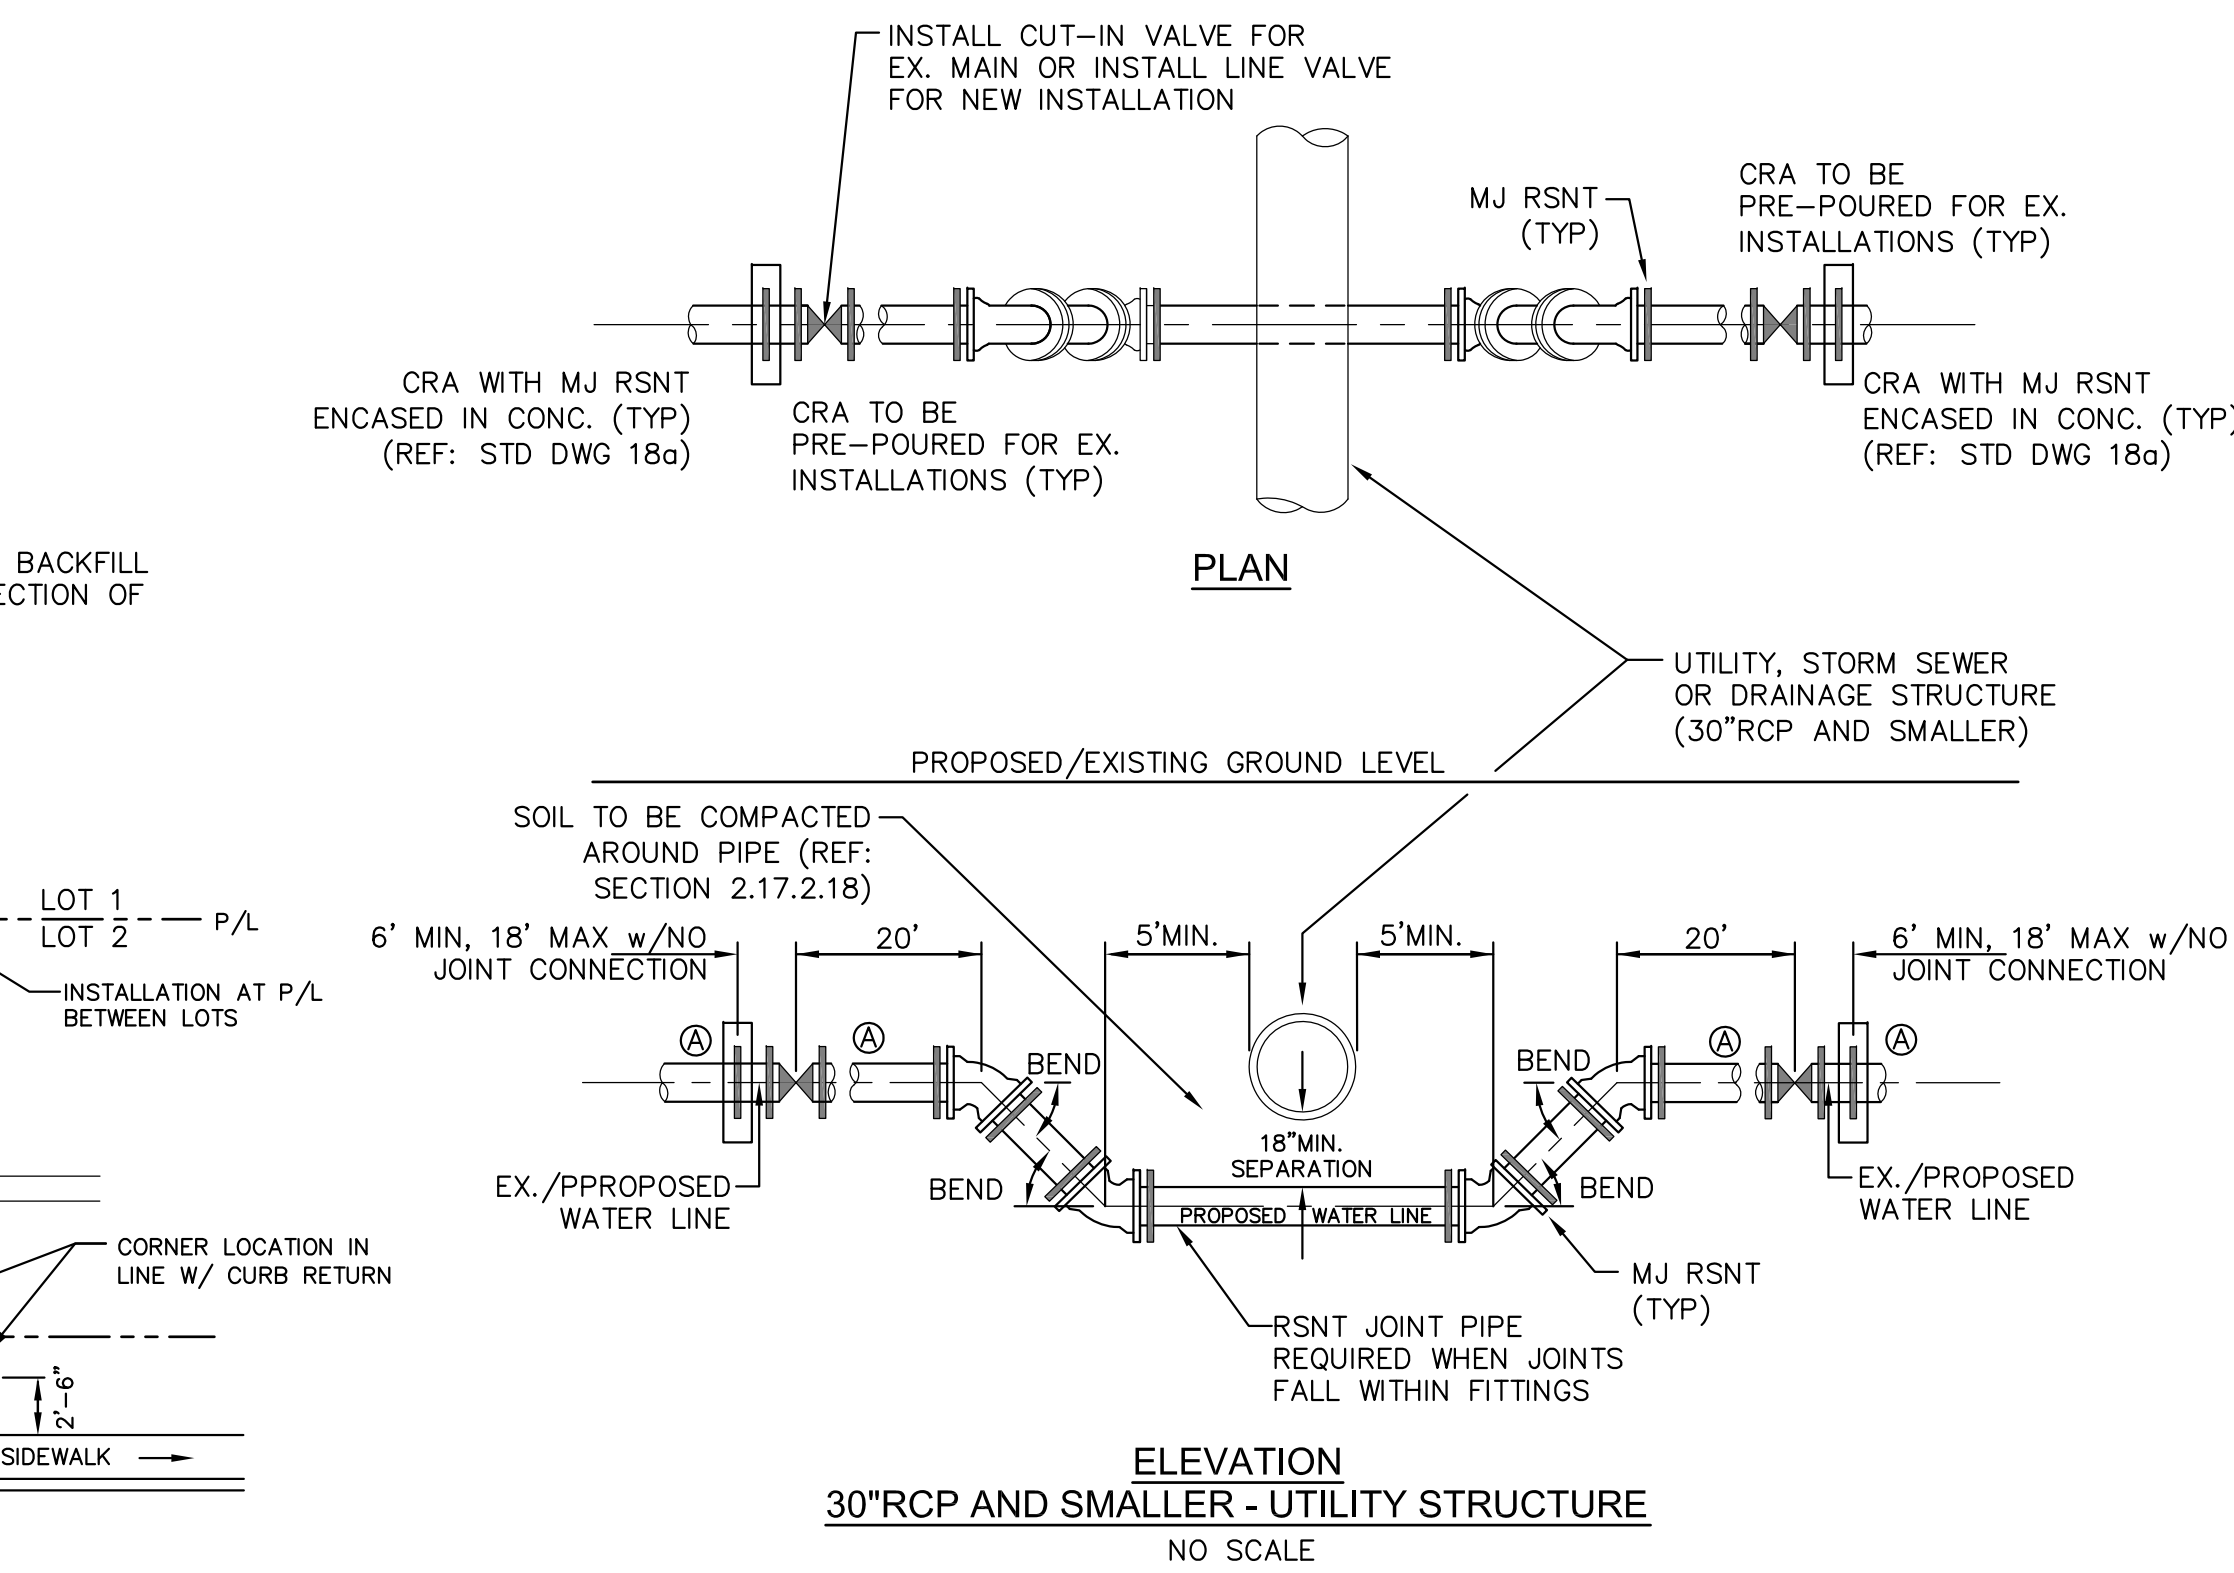 INSTALL CUT-IN VALVE FOR
EX. MAIN OR INSTALL LINE VALVE
FOR NEW INSTALLATION
MJ RSNT
(TYP)
CRA TO BE
PRE-POURED FOR EX.
INSTALLATIONS (TYP)
CRA WITH MJ RSNT
ENCASED IN CONC. (TYP)
(REF: STD DWG 18a)
CRA TO BE
PRE-POURED FOR EX.
INSTALLATIONS (TYP)
CRA WITH MJ RSNT
ENCASED IN CONC. (TYP)
(REF: STD DWG 18a)
PLAN
BACKFILL
ECTION OF
UTILITY, STORM SEWER
OR DRAINAGE STRUCTURE
(30"RCP AND SMALLER)
PROPOSED/EXISTING GROUND LEVEL
SOIL TO BE COMPACTED
AROUND PIPE (REF:
SECTION 2.17.2.18)
LOT 1
LOT 2
P/L
INSTALLATION AT P/L
BETWEEN LOTS
6' MIN, 18' MAX w/NO
JOINT CONNECTION
20'
5'MIN.
5'MIN.
20'
6' MIN, 18' MAX w/NO
JOINT CONNECTION
A
A
BEND
BEND
A
A
18"MIN.
SEPARATION
EX./PPROPOSED
WATER LINE
BEND
BEND
EX./PROPOSED
WATER LINE
PROPOSED WATER LINE
CORNER LOCATION IN
LINE W/ CURB RETURN
MJ RSNT
(TYP)
RSNT JOINT PIPE
REQUIRED WHEN JOINTS
FALL WITHIN FITTINGS
2'-6"
SIDEWALK
ELEVATION
30"RCP AND SMALLER - UTILITY STRUCTURE
NO SCALE